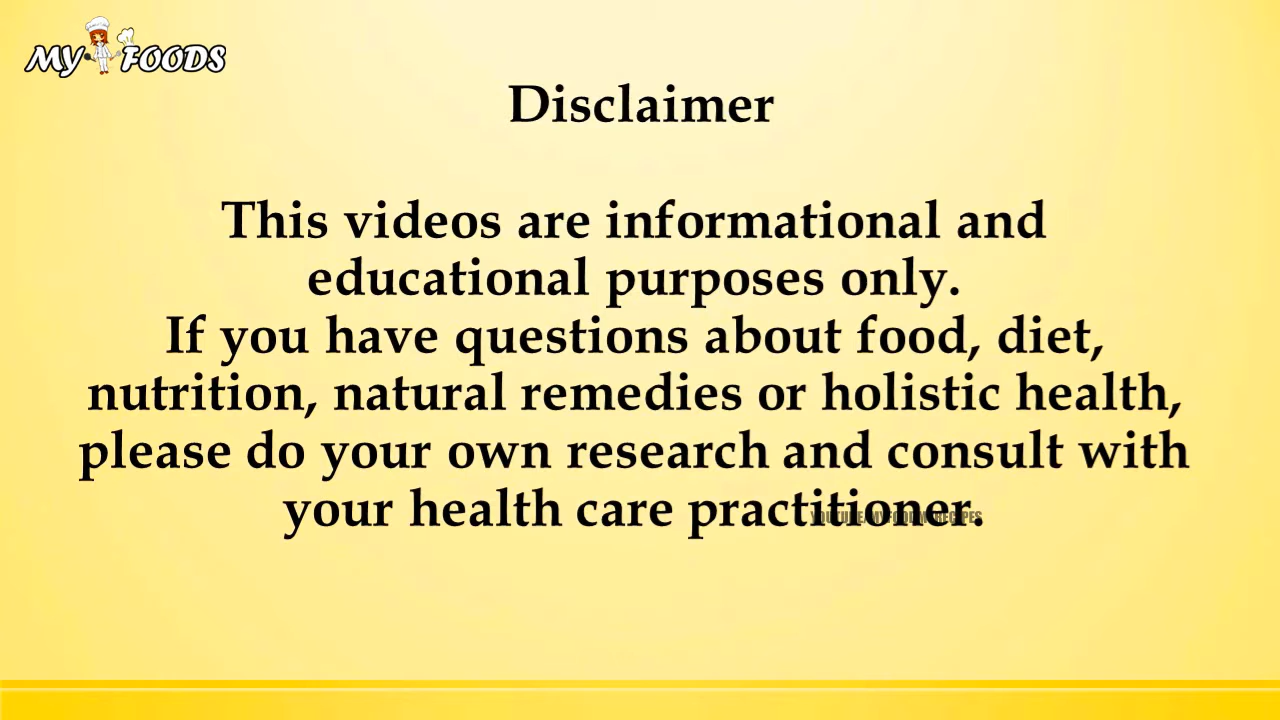 MY FOODS
Disclaimer
This videos are informational and
educational purposes only.
If you have questions about food, diet,
nutrition, natural remedies or holistic health,
please do your own research and consult with
your health care practitioner.